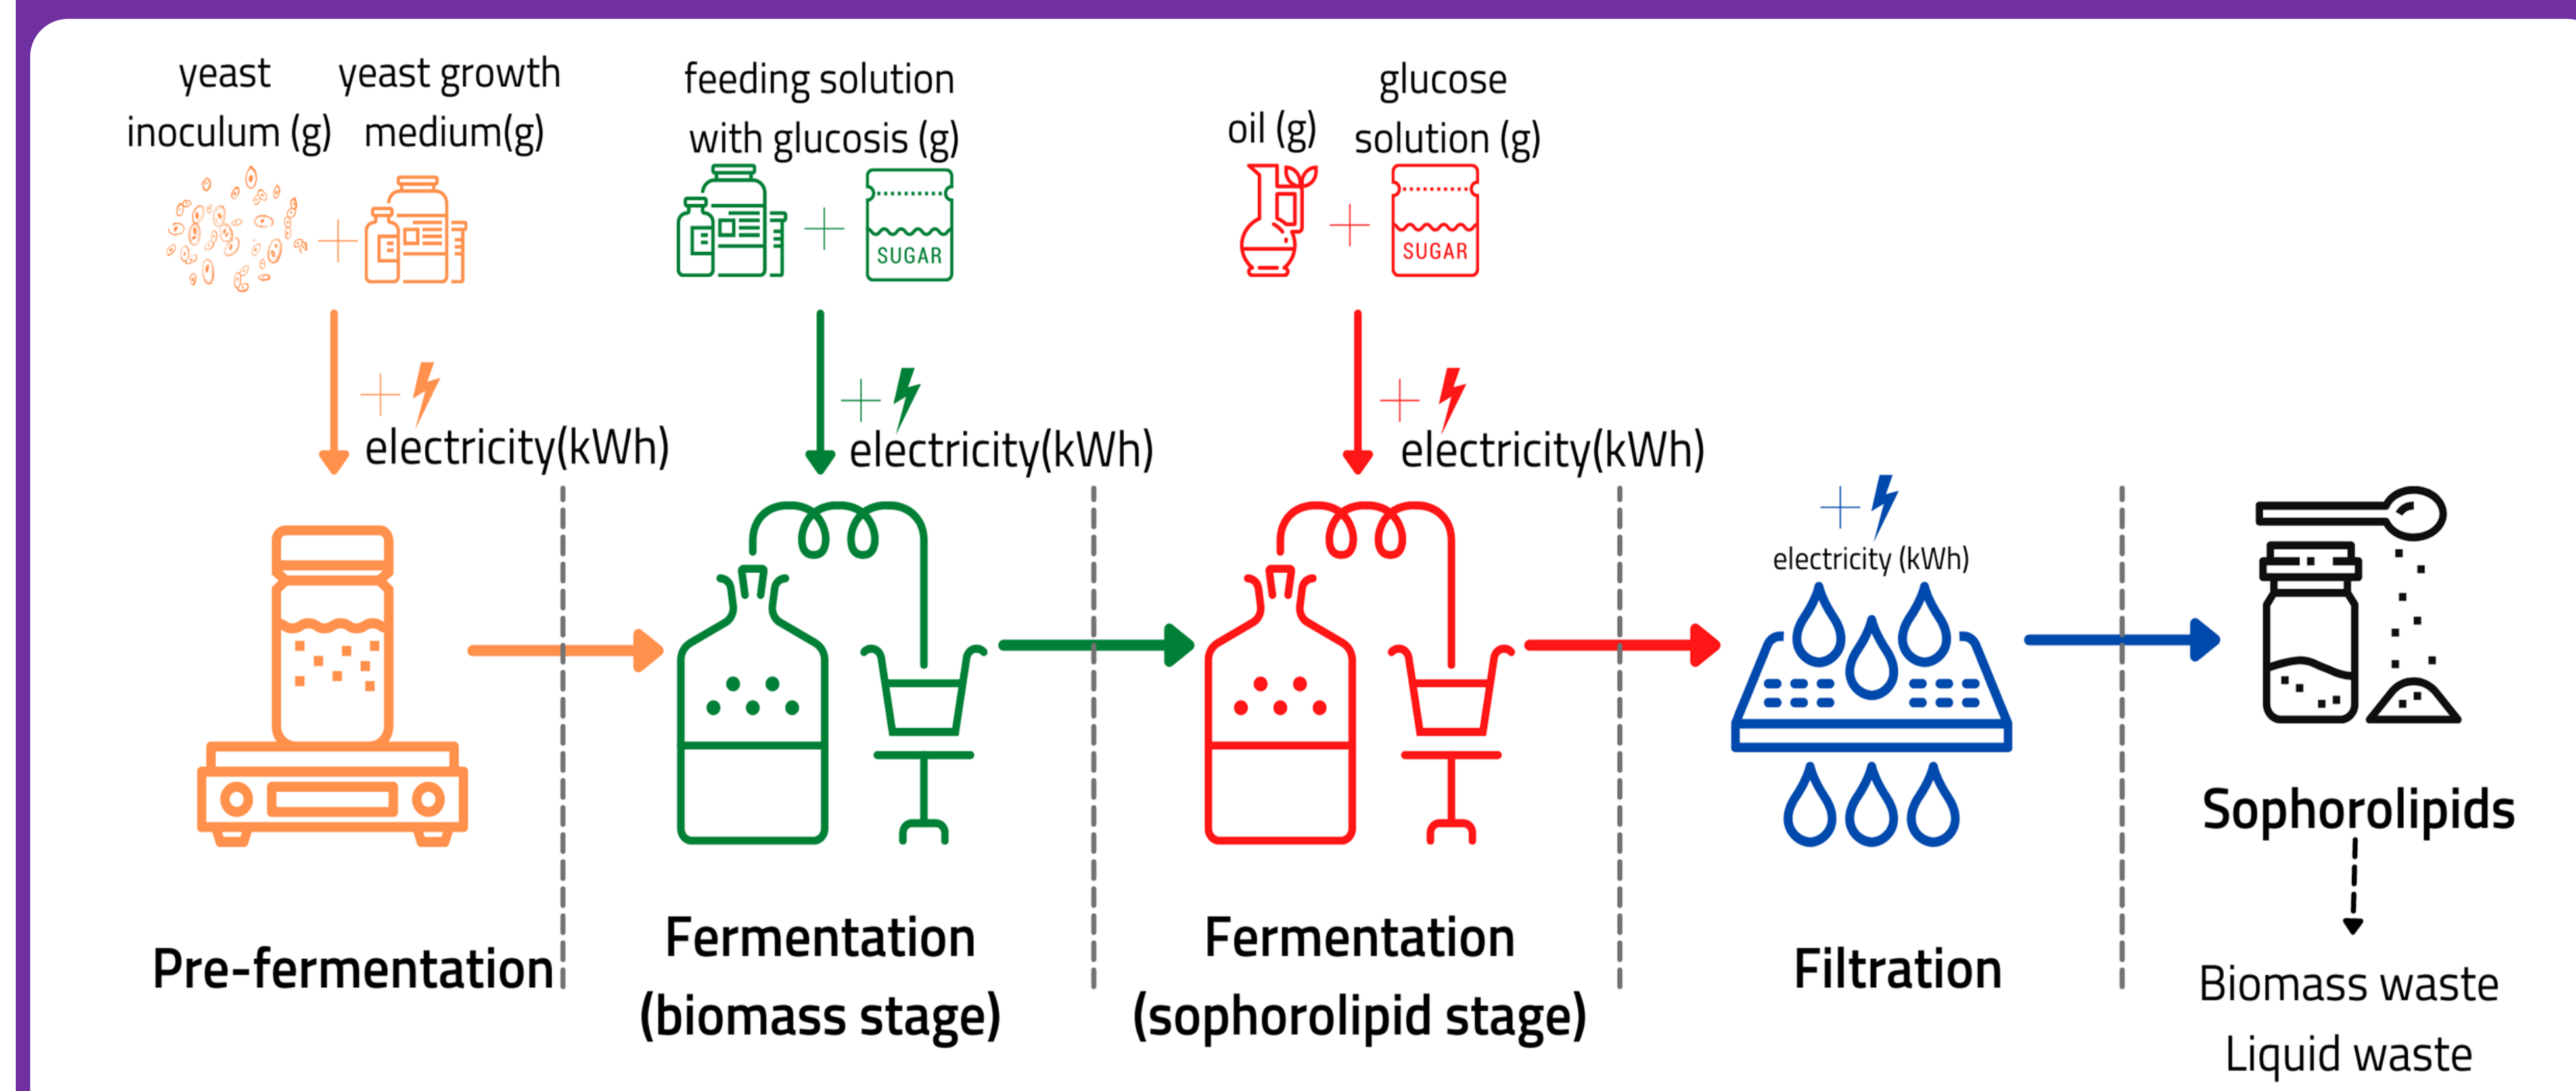 yeast
inoculum (g)
yeast growth
medium(g)
feeding solution
with glucosis (g)
oil (g)
glucose
solution (g)
SUGAR
SUGAR
electricity(kWh)
electricity(kWh)
electricity(kWh)
electricity (kWh)
Pre-fermentation
Fermentation
(biomass stage)
Fermentation
(sophorolipid stage)
Filtration
Sophorolipids
Biomass waste
Liquid waste